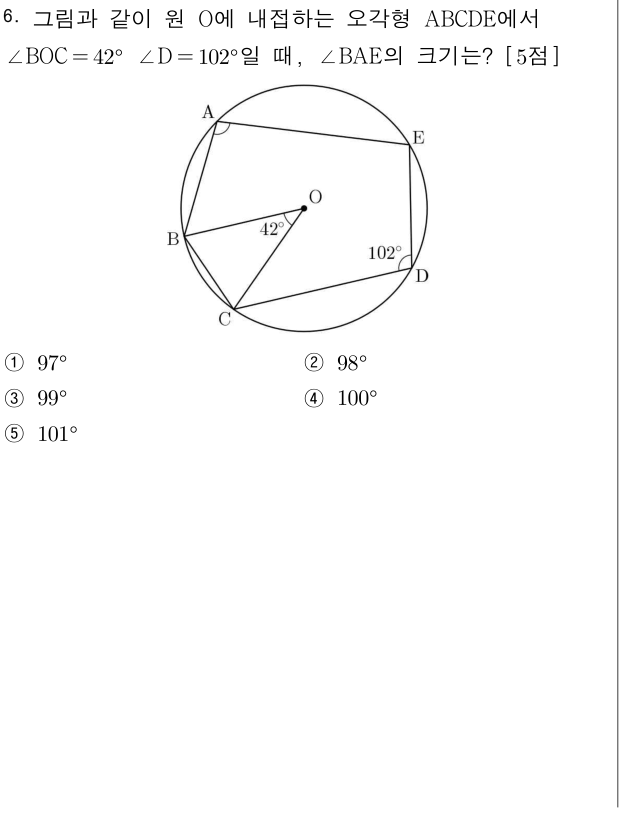 6. 그림과 같이 원 O에 내접하는 오각형 ABCDE에서
∠BOC=42° ∠D=102°일 때, ∠BAE의 크기는? [5점]
A
E
O
42°
B
102°
D
C
① 97°
② 98°
③ 99°
④ 100°
⑤ 101°